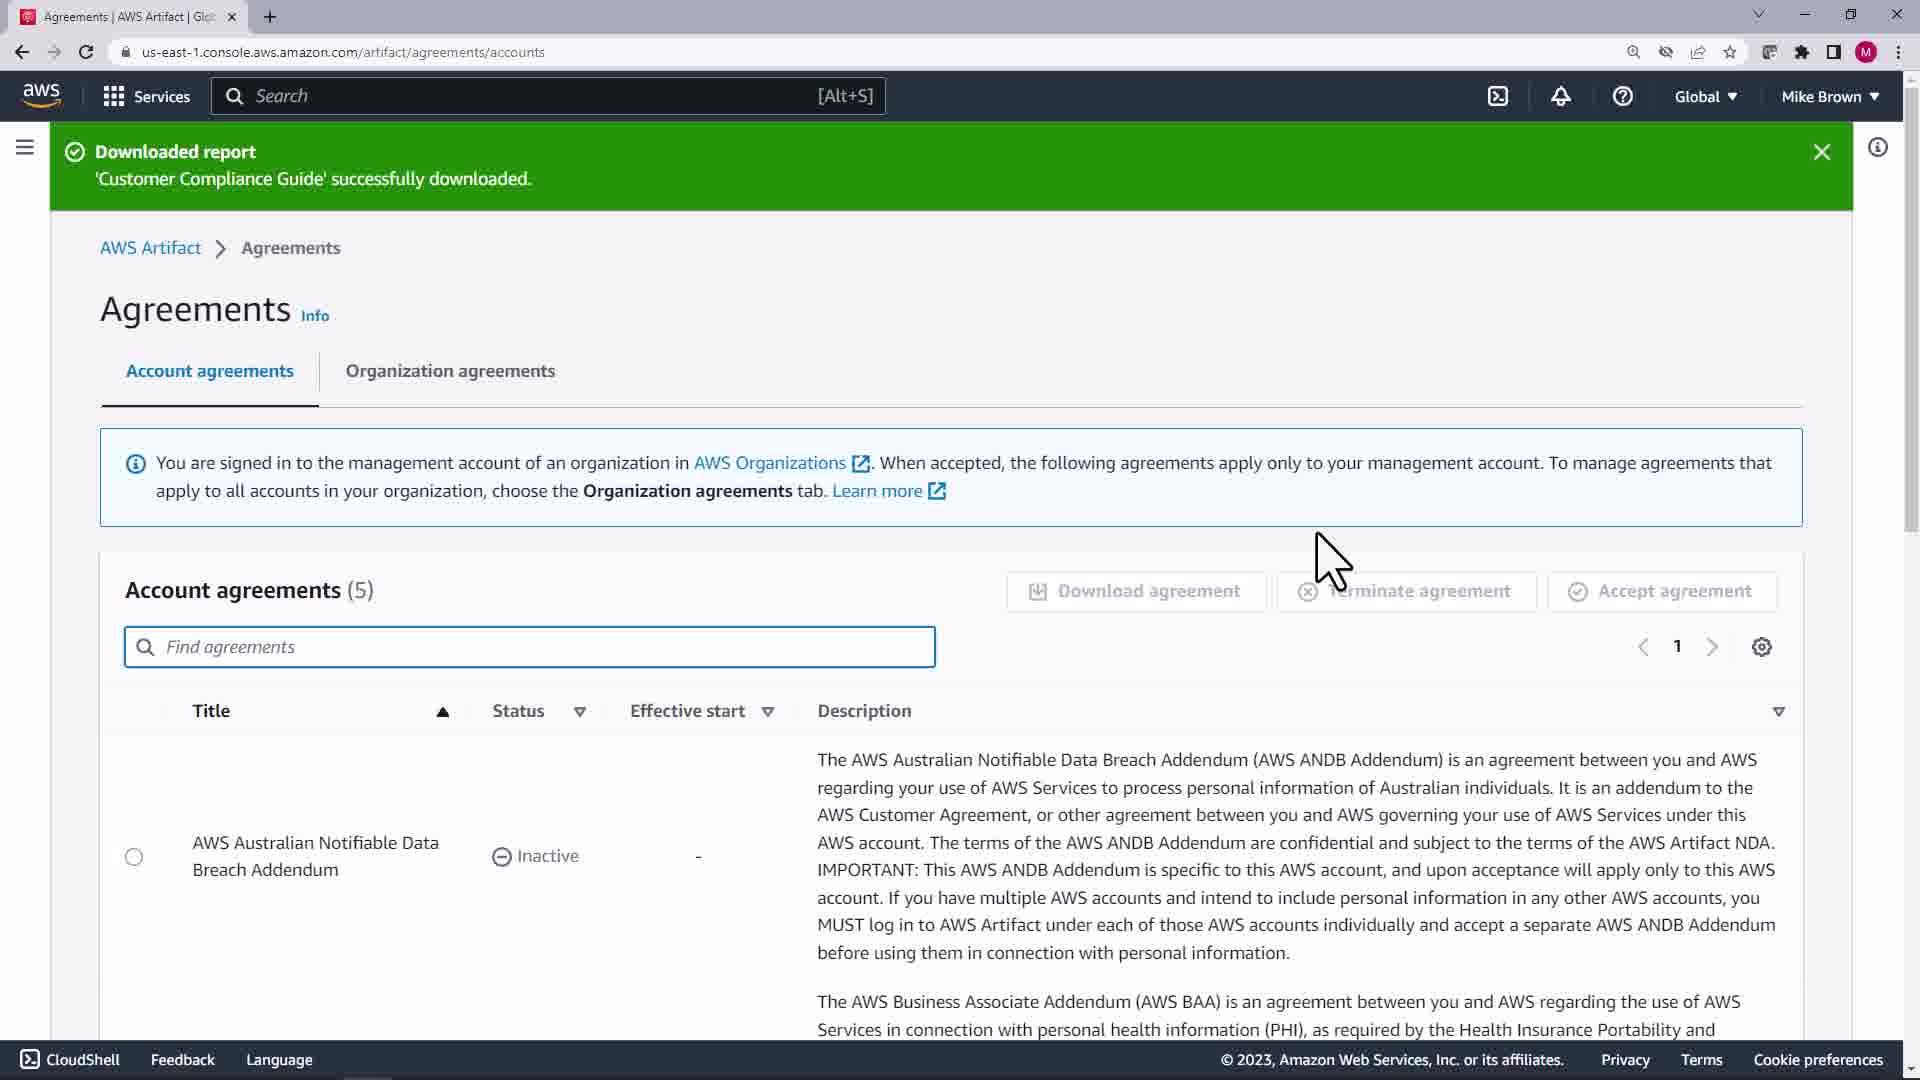 Agreements | AWS Artifact | Glo
us-east-1.console.aws.amazon.com/artifact/agreements/accounts
M
aws
Services
Search
[Alt+S]
Global
Mike Brown
Downloaded report
'Customer Compliance Guide' successfully downloaded.
AWS Artifact > Agreements
Agreements Info
Account agreements
Organization agreements
You are signed in to the management account of an organization in AWS Organizations. When accepted, the following agreements apply only to your management account. To manage agreements that
apply to all accounts in your organization, choose the Organization agreements tab. Learn more
Account agreements (5)
Download agreement
Terminate agreement
Accept agreement
Find agreements
1
Title
Status
Effective start
Description
The AWS Australian Notifiable Data Breach Addendum (AWS ANDB Addendum) is an agreement between you and AWS
regarding your use of AWS Services to process personal information of Australian individuals. It is an addendum to the
AWS Customer Agreement, or other agreement between you and AWS governing your use of AWS Services under this
AWS account. The terms of the AWS ANDB Addendum are confidential and subject to the terms of the AWS Artifact NDA.
IMPORTANT: This AWS ANDB Addendum is specific to this AWS account, and upon acceptance will apply only to this AWS
account. If you have multiple AWS accounts and intend to include personal information in any other AWS accounts, you
MUST log in to AWS Artifact under each of those AWS accounts individually and accept a separate AWS ANDB Addendum
before using them in connection with personal information.
AWS Australian Notifiable Data
Breach Addendum
Inactive
-
The AWS Business Associate Addendum (AWS BAA) is an agreement between you and AWS regarding the use of AWS
Services in connection with personal health information (PHI), as required by the Health Insurance Portability and
CloudShell
Feedback
Language
© 2023, Amazon Web Services, Inc. or its affiliates.
Privacy
Terms
Cookie preferences